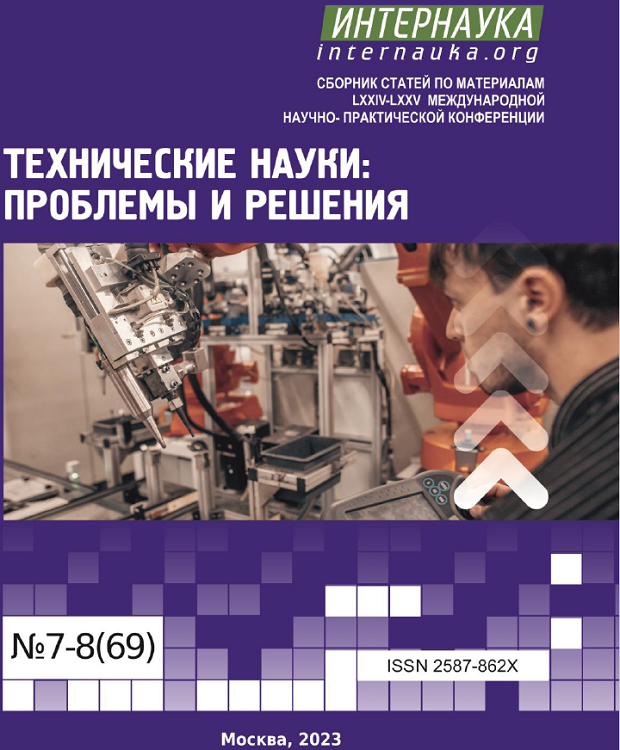 ИНТЕРНАУКА
internauka.org
СБОРНИК СТАТЕЙ ПО МАТЕРИАЛАМ
LXXIV-LXXV МЕЖДУНАРОДНОЙ
НАУЧНО- ПРАКТИЧЕСКОЙ КОНФЕРЕНЦИИ
ТЕХНИЧЕСКИЕ НАУКИ:
ПРОБЛЕМЫ И РЕШЕНИЯ
№7-8(69)
ISSN 2587-862X
Москва, 2023